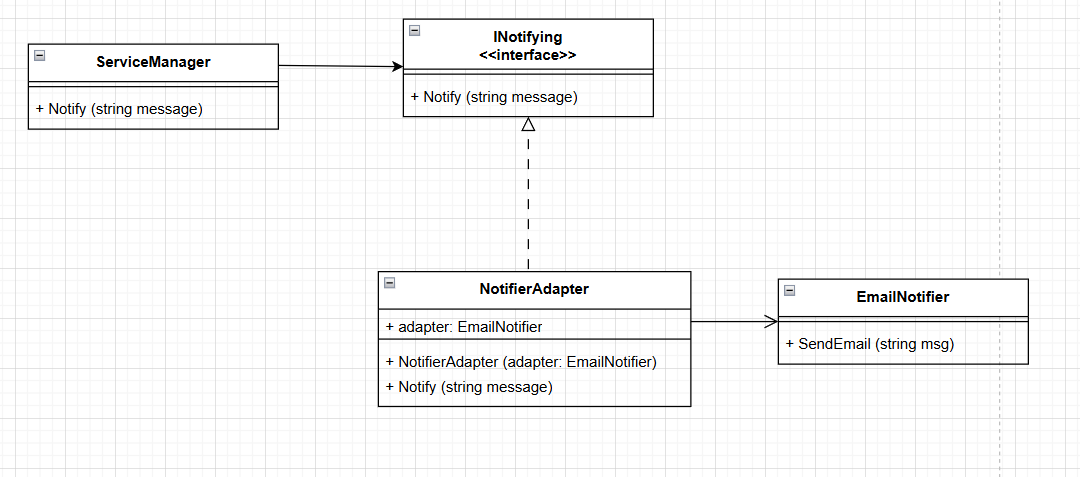 ServiceManager
+ Notify (string message)
INotifying
<<interface>>
+ Notify (string message)
NotifierAdapter
+ adapter: EmailNotifier
+ NotifierAdapter (adapter: EmailNotifier)
+ Notify (string message)
EmailNotifier
+ SendEmail (string msg)